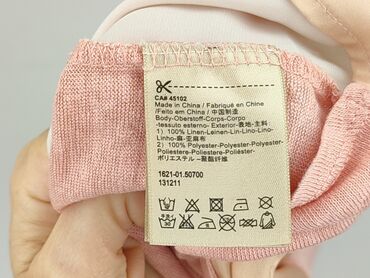 CA# 45102
Made in China / Fabriqué en Chine
/Feito em China / 中国制造
Body-Oberstoff-Corps-Corpo
-tessuto esterno- Exterior-表地-主料:
1) 100% Linen-Leinen-Lin-Lino-Lino-
Linho-麻-亚麻布
2) 100% Polyester-Polyester-Polyester-
Poliestere-Poliéster-Poliéster-
ポリエステル-聚酯纤维
1621-01.50700
131211